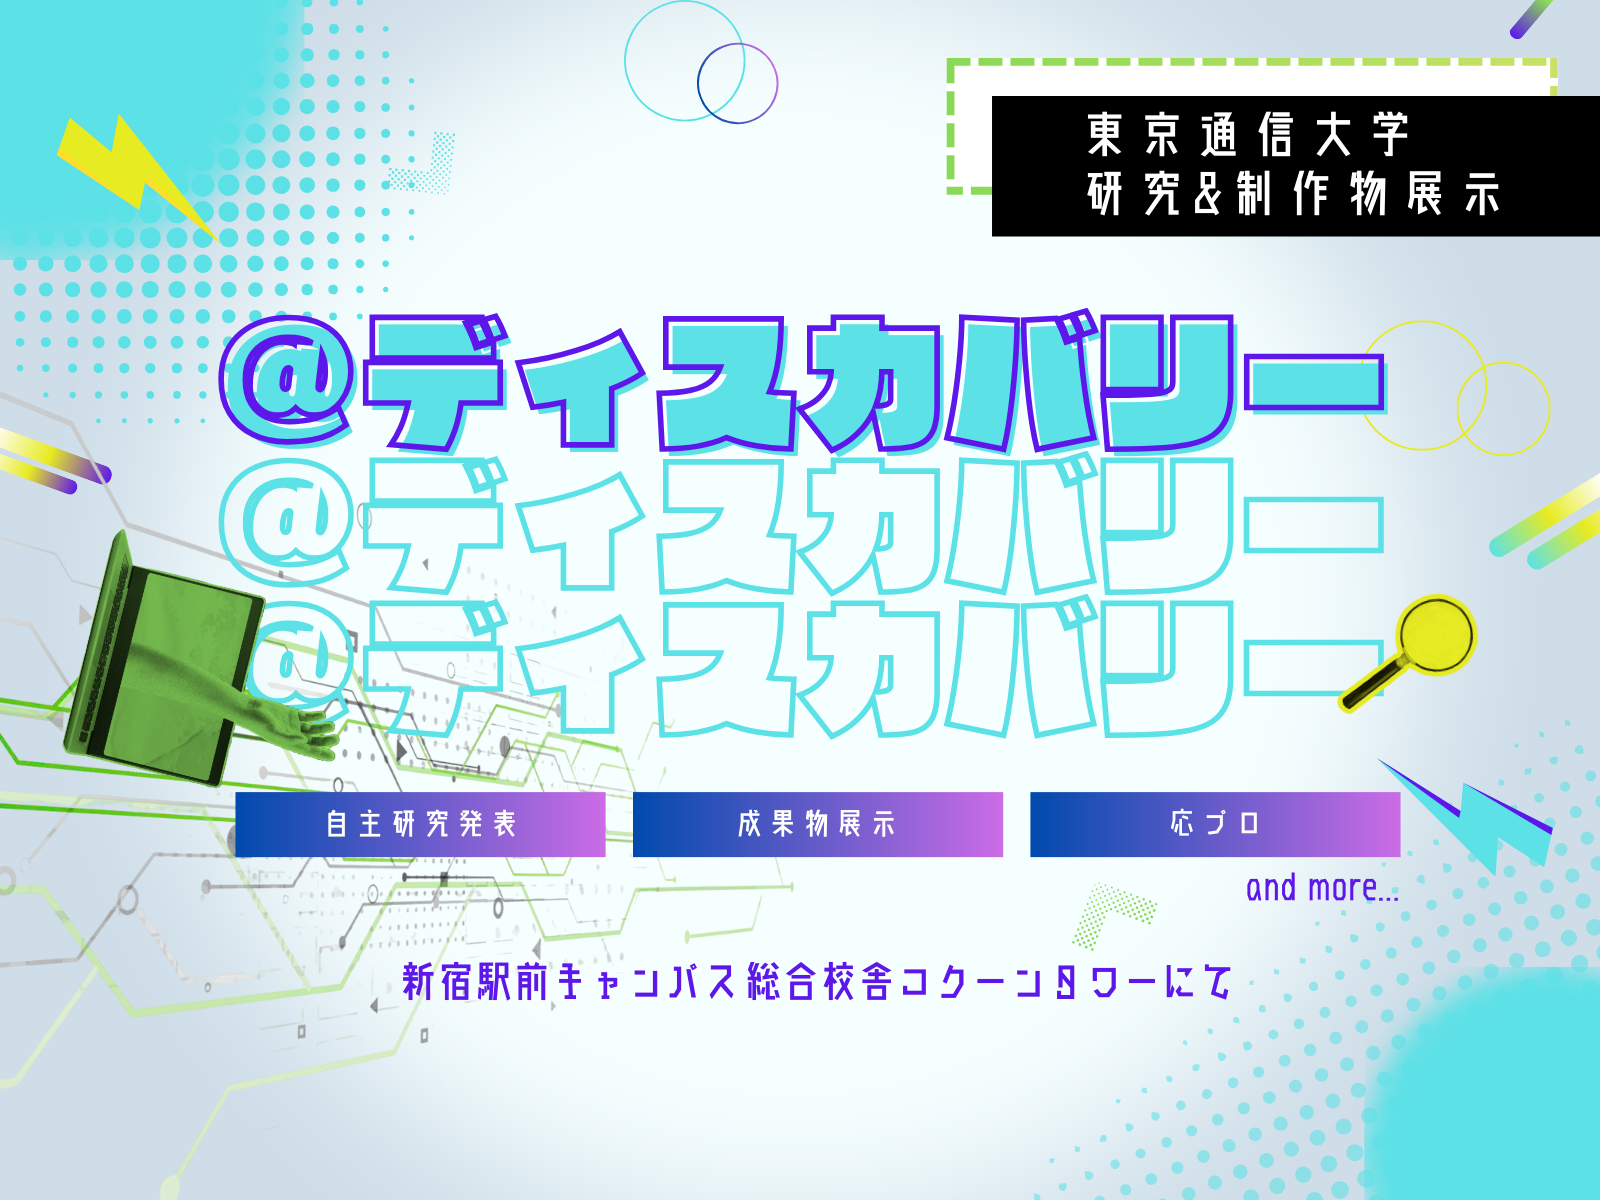 東京通信大学
研究&制作物展示
@ディスカバリー
@ディスカバリー
@ディスカバリー
自主研究発表
成果物展示
応プロ
and more...
新宿駅前キャンパス総合校舎コクーンタワーにて